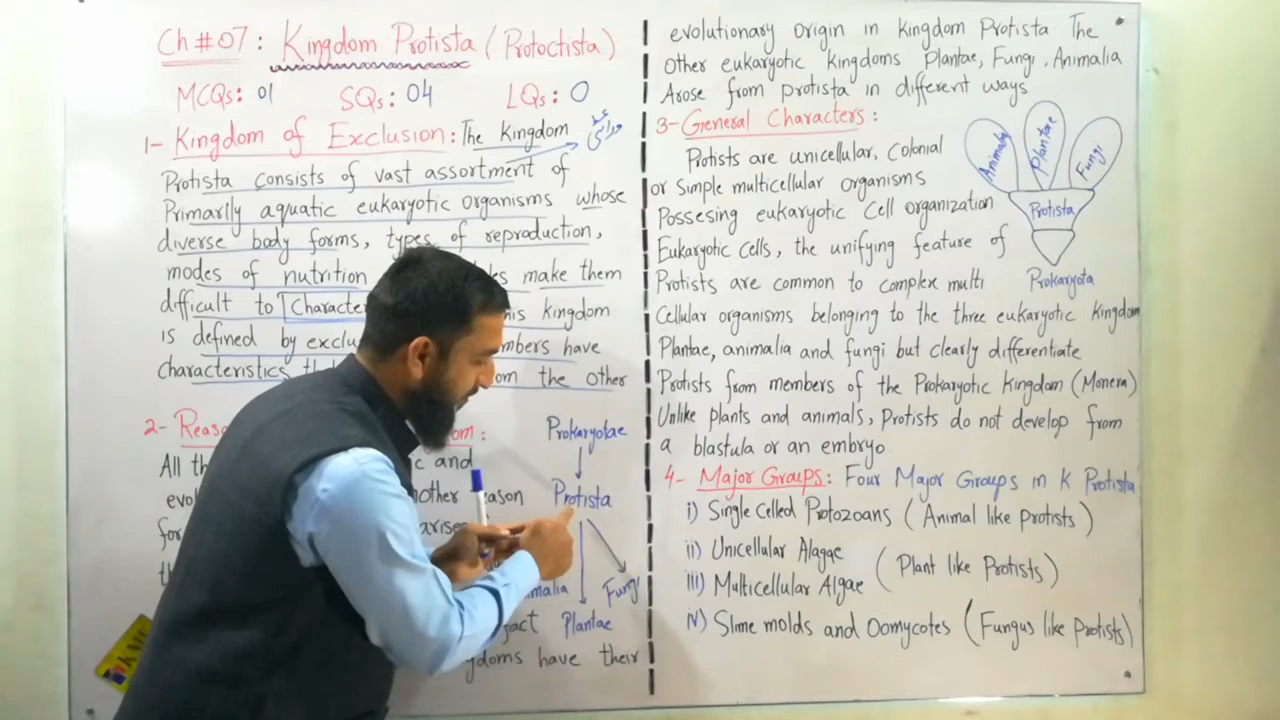 Ch # 07 : Kingdom Protista (Protoctista)
MCQs: 01 SQs: 04 LQs: 0
1- Kingdom of Exclusion: The Kingdom
Protista consists of vast assortment of
Primarlly aquatic eukaryotic organisms whose
diverse body forms, types of reproduction,
modes of nutrition make them
difficult to Characte his kingdom
is defined by exclu mbers have
characteristics th om the other
2- Reaso om:
All th c and
evol nother reason
for arises
th
malia
fact
gdoms have their
Prokaryotae
Protista
Fungi
Plantae
evolutionary origin in kingdom Protista. The
Other eukaryotic kingdoms Plantae, Fungi, Animalia
Arose from protista in different ways
3- General Characters :
Protists are unicellular, Colonial
or Simple multicellular organisms
Possesing eukaryotic Cell organization
Eukaryotic cells, the unifying feature of
Protists are common to complex multi
Cellular organisms belonging to the three eukaryotic kingdom
Plantae, animalia and fungi but clearly differentiate
Protists from members of the Prokaryotic Kingdom (Monera)
Unlike plants and animals, Protists do not develop from
a blastula or an embryo.
Animalia Plantae Fungi
Protista
Prokaryota
4- Major Groups: Four Major Groups in K Protista
i) Single Celled Protozoans (Animal like protists)
ii) Unicellular Alagae
iii) Multicellular Algae (Plant like Protists)
iv) Slime molds and Oomycotes (Fungus like Protists)